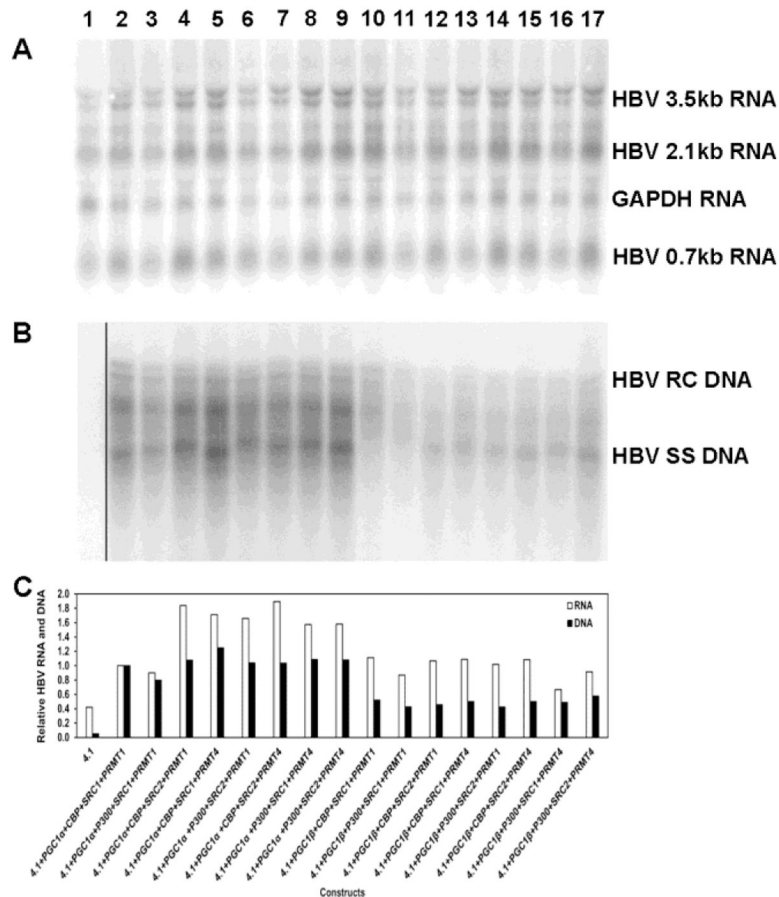 1 2 3 4 5 6 7 8 9 10 11 12 13 14 15 16 17
A
HBV 3.5kb RNA
HBV 2.1kb RNA
GAPDH RNA
HBV 0.7kb RNA
B
HBV RC DNA
HBV SS DNA
C
Relative HBV RNA and DNA
2.0
1.8
1.6
1.4
1.2
1.0
0.8
0.6
0.4
0.2
0.0
RNA
DNA
4.1
4.1+PGC1α+CBP+SRC1+PRMT1
4.1+PGC1α+P300+SRC1+PRMT1
4.1+PGC1α+CBP+SRC2+PRMT1
4.1+PGC1α+CBP+SRC1+PRMT4
4.1+PGC1α +P300+SRC2+PRMT1
4.1+PGC1α +CBP+SRC2+PRMT4
4.1+PGC1α +P300+SRC1+PRMT4
4.1+PGC1α +P300+SRC2+PRMT4
4.1+PGC1β+CBP+SRC1+PRMT1
4.1+PGC1β+P300+SRC1+PRMT1
4.1+PGC1β+CBP+SRC2+PRMT1
4.1+PGC1β+CBP+SRC1+PRMT4
4.1+PGC1β+P300+SRC2+PRMT1
4.1+PGC1β+CBP+SRC2+PRMT4
4.1+PGC1β+P300+SRC1+PRMT4
4.1+PGC1β+P300+SRC2+PRMT4
Constructs